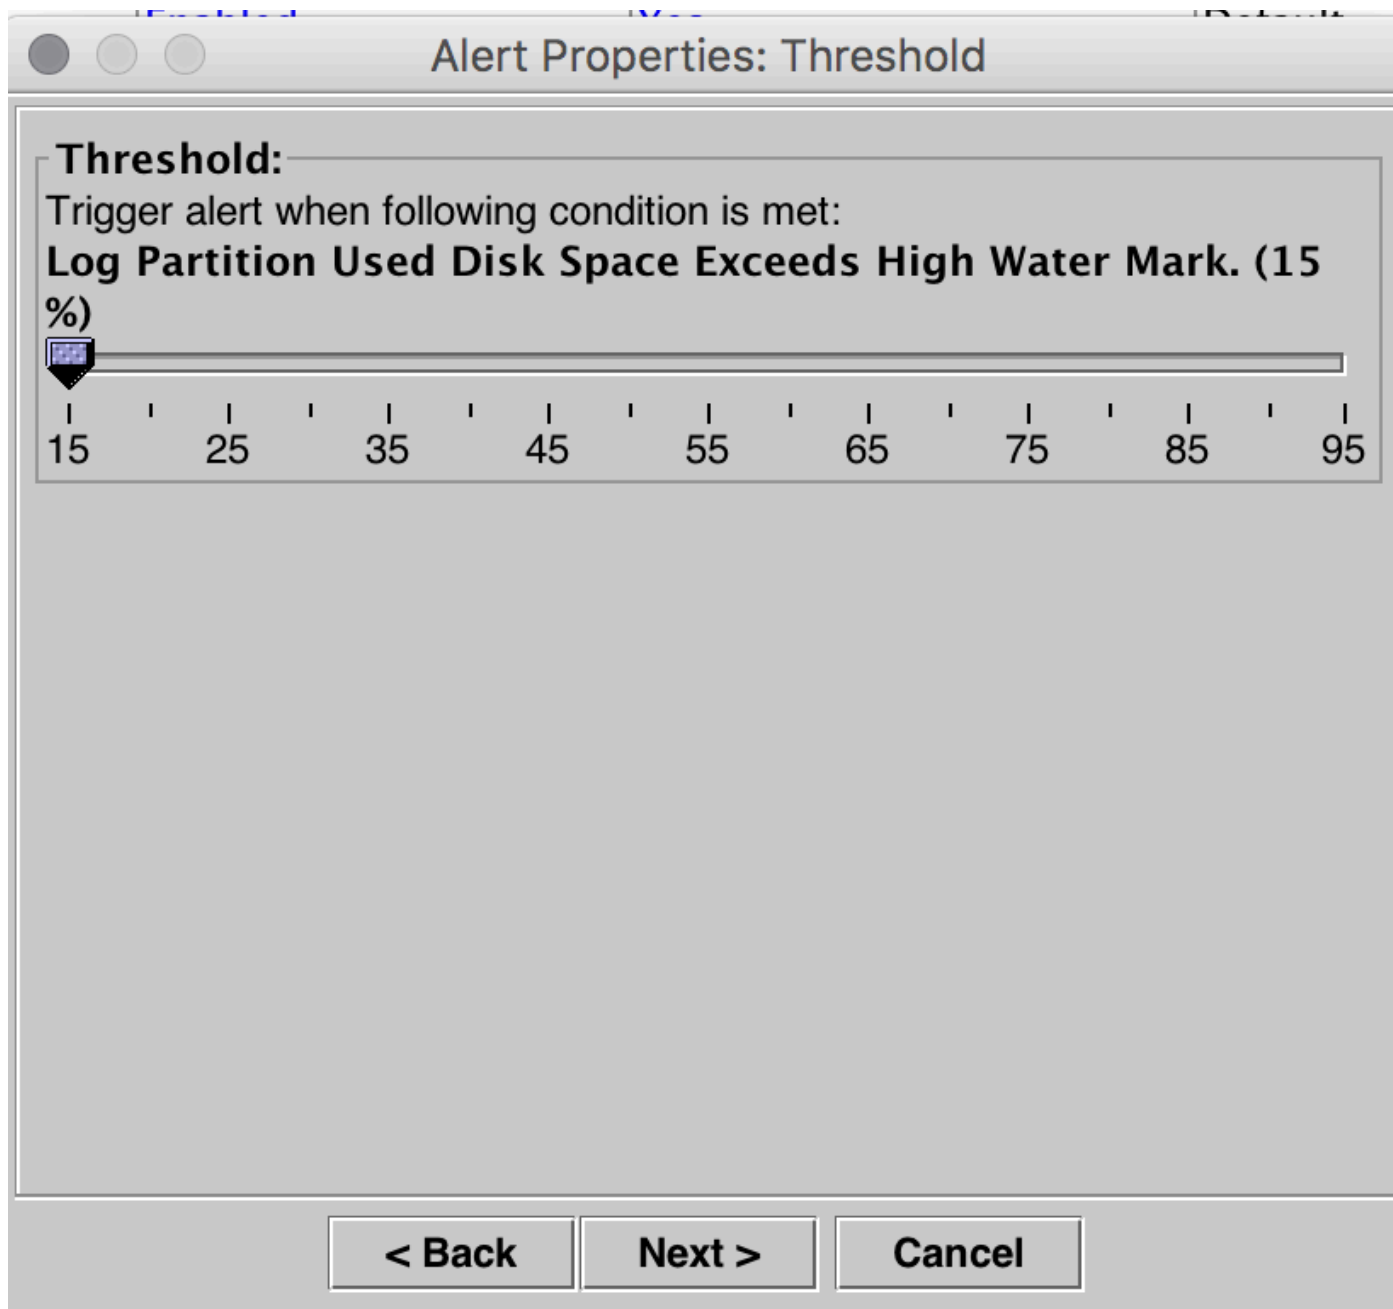 Alert Properties: Threshold
Threshold:
Trigger alert when following condition is met:
Log Partition Used Disk Space Exceeds High Water Mark. (15
%)
15 25 35 45 55 65 75 85 95
< Back Next > Cancel